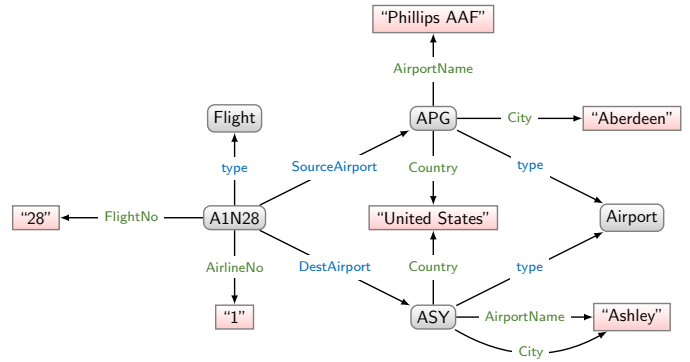 “Phillips AAF”
AirportName
Flight
APG
City
“Aberdeen”
type
SourceAirport
Country
type
“28”
FlightNo
A1N28
“United States”
Airport
AirlineNo
DestAirport
Country
type
“1”
ASY
AirportName
“Ashley”
City